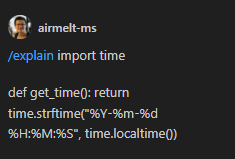 airmelt-ms
/explain import time
def get_time(): return
time.strftime("%Y-%m-%d
%H:%M:%S", time.localtime())